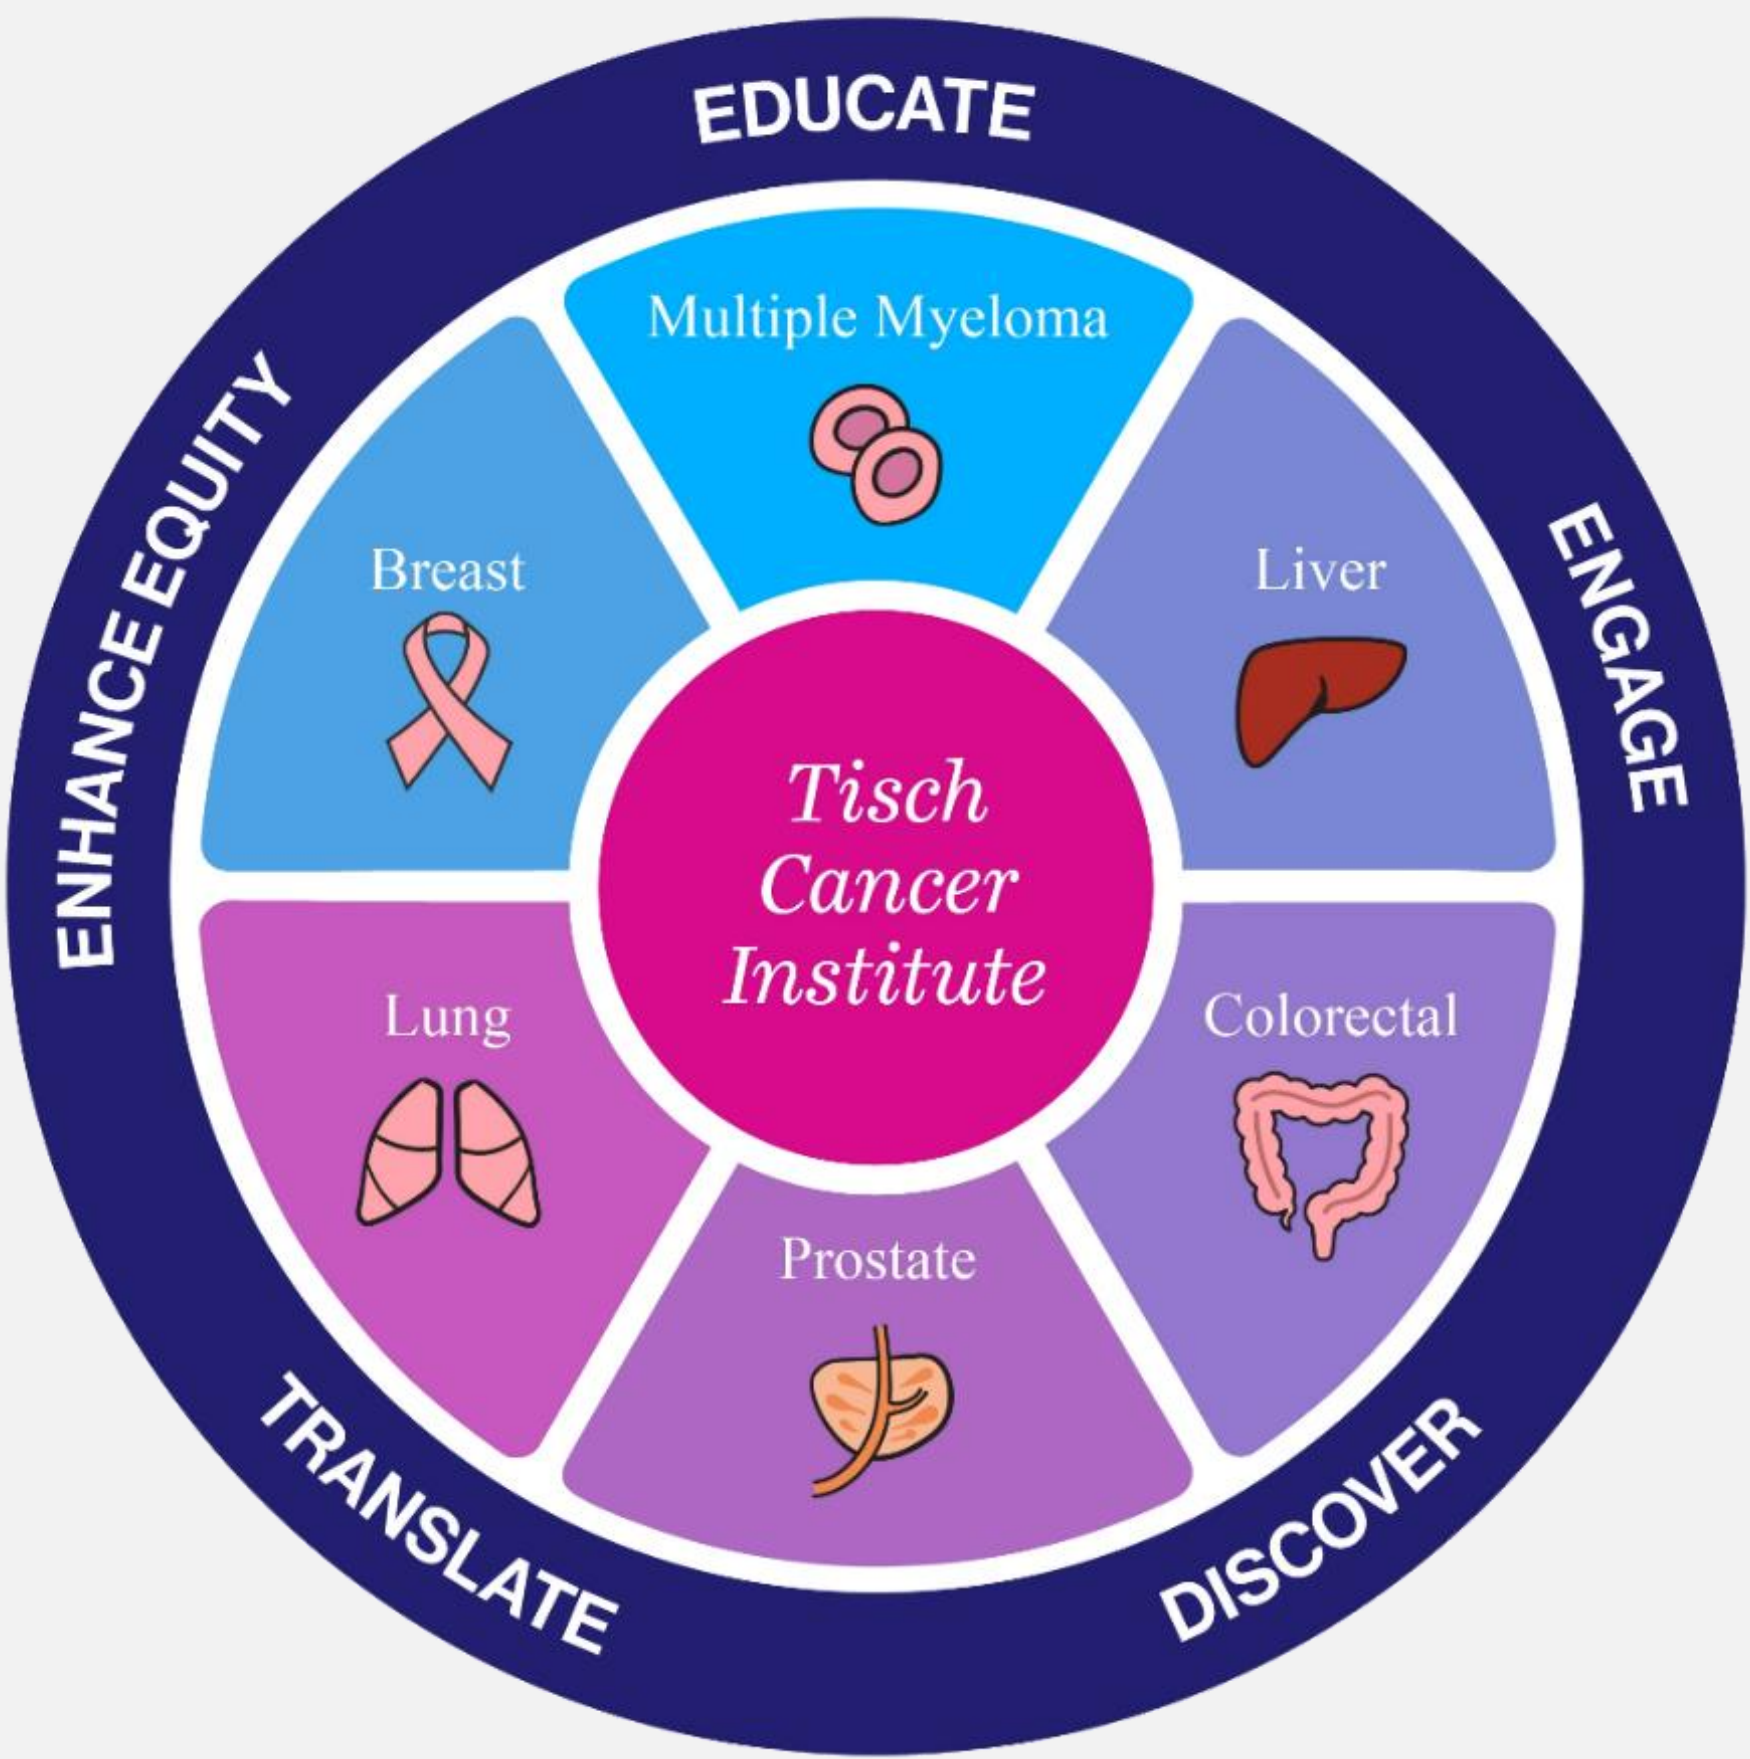 EDUCATE
ENGAGE
DISCOVER
TRANSLATE
ENHANCE EQUITY
Multiple Myeloma
Liver
Colorectal
Prostate
Lung
Breast
Tisch
Cancer
Institute